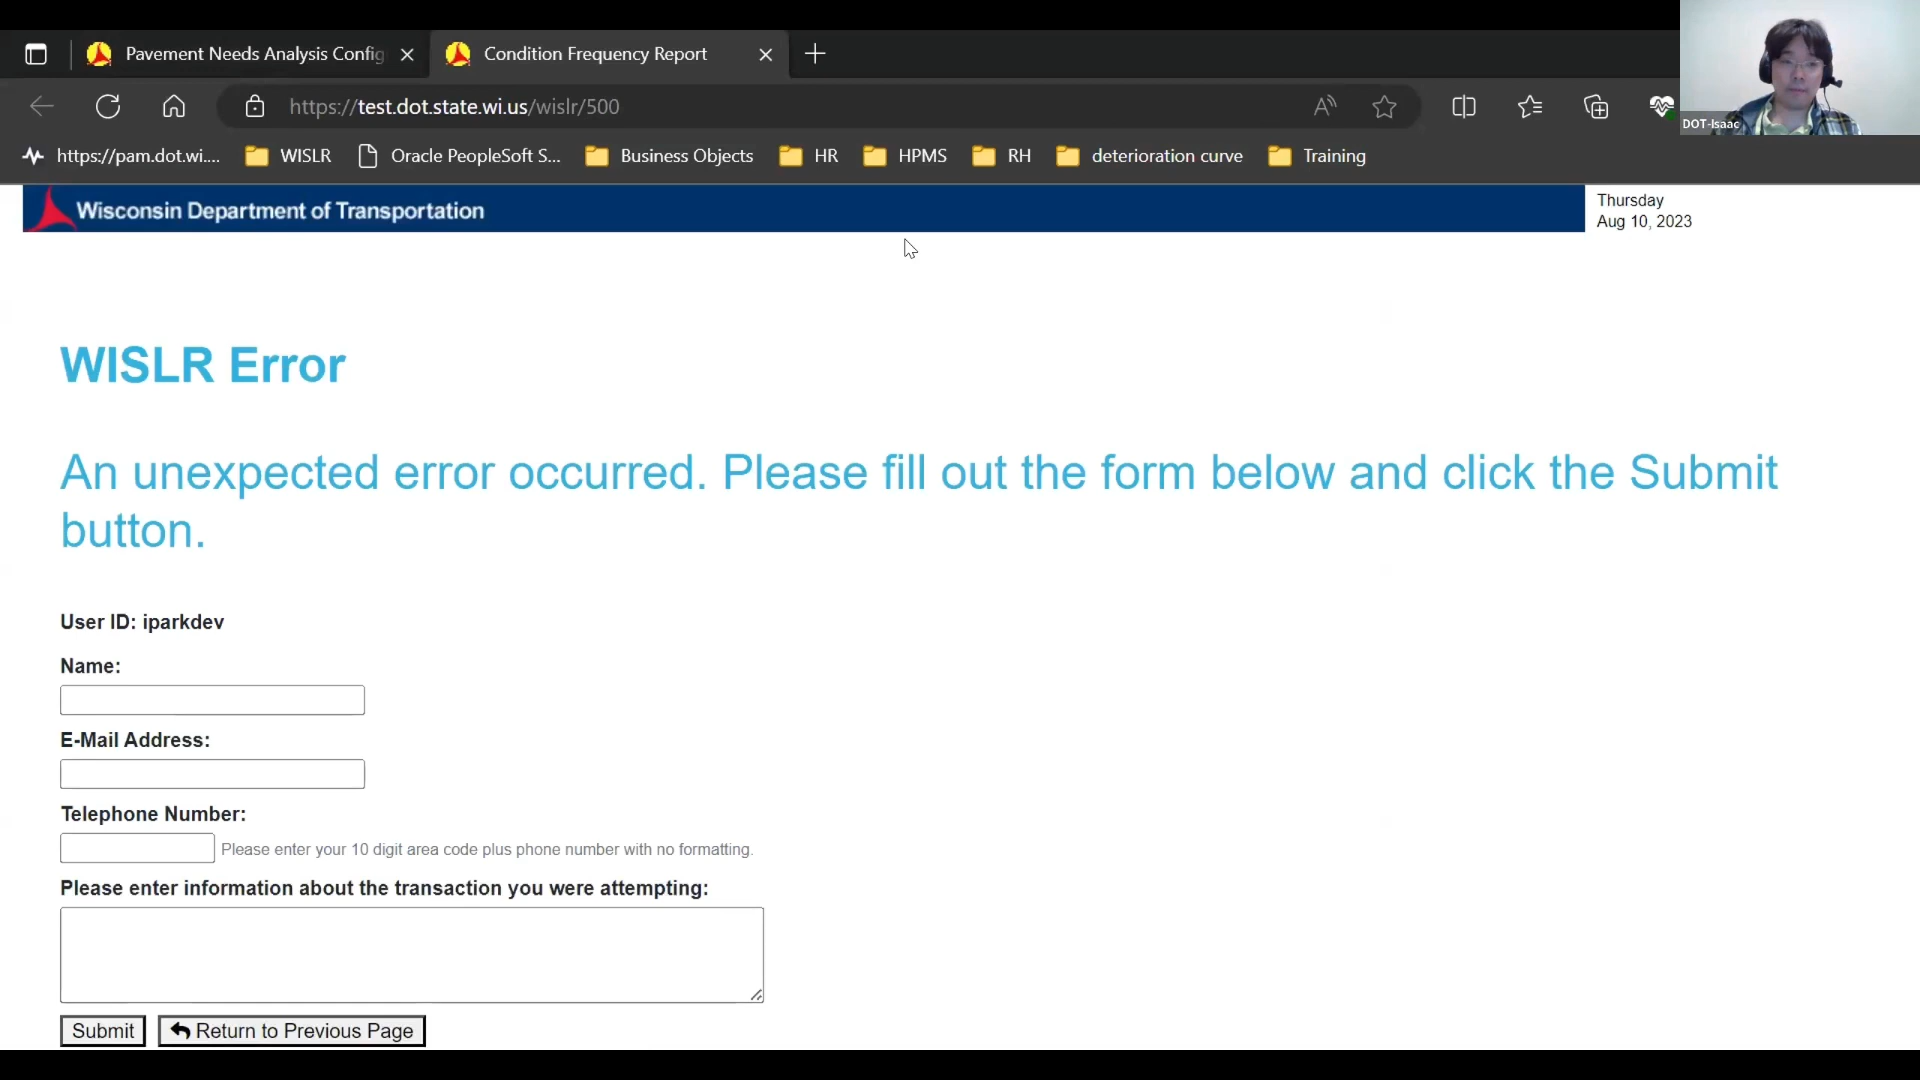 Pavement Needs Analysis Config
Condition Frequency Report
https://test.dot.state.wi.us/wislr/500
DOT-Isaac
https://pam.dot.wi....
WISLR
Oracle PeopleSoft S...
Business Objects
HR
HPMS
RH
deterioration curve
Training
Wisconsin Department of Transportation
Thursday
Aug 10, 2023
WISLR Error
An unexpected error occurred. Please fill out the form below and click the Submit
button.
User ID: iparkdev
Name:
E-Mail Address:
Telephone Number:
Please enter your 10 digit area code plus phone number with no formatting.
Please enter information about the transaction you were attempting:
Submit
Return to Previous Page